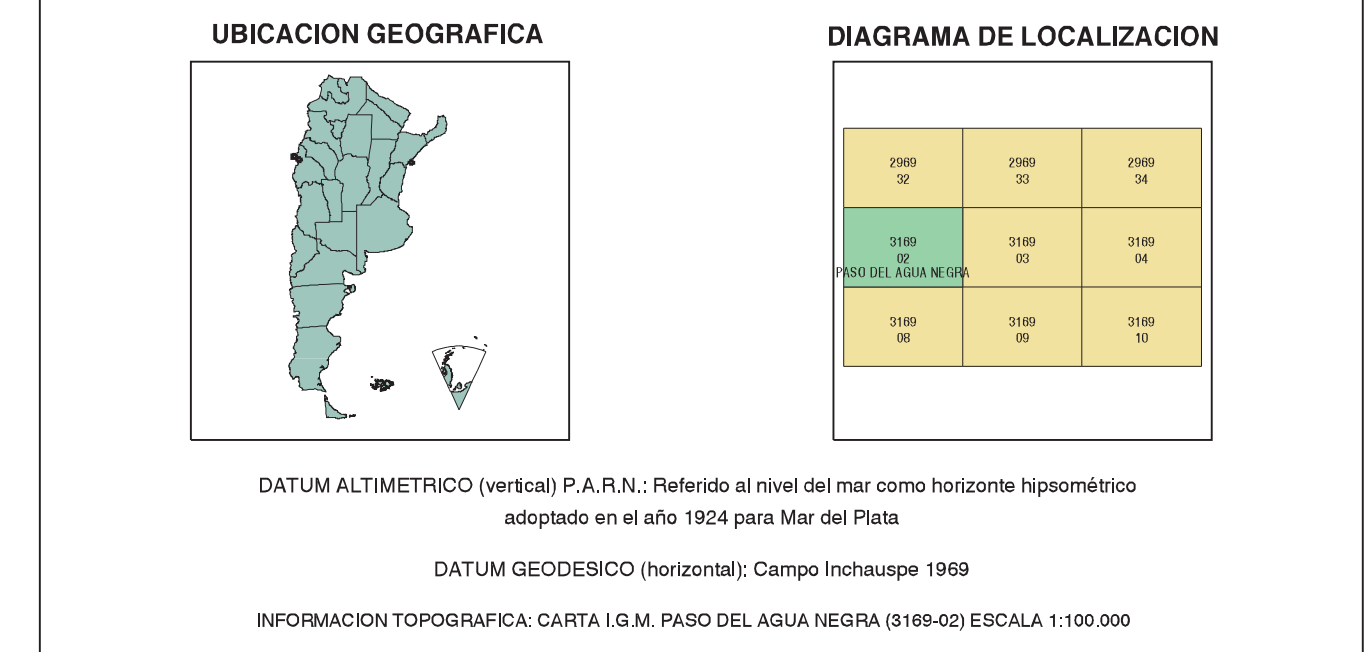 UBICACION GEOGRAFICA
DIAGRAMA DE LOCALIZACION
2969
32
2969
33
2969
34
3169
02
PASO DEL AGUA NEGRA
3169
03
3169
04
3169
08
3169
09
3169
10
DATUM ALTIMETRICO (vertical) P.A.R.N.: Referido al nivel del mar como horizonte hipsométrico
adoptado en el año 1924 para Mar del Plata
DATUM GEODESICO (horizontal): Campo Inchauspe 1969
INFORMACION TOPOGRAFICA: CARTA I.G.M. PASO DEL AGUA NEGRA (3169-02) ESCALA 1:100.000